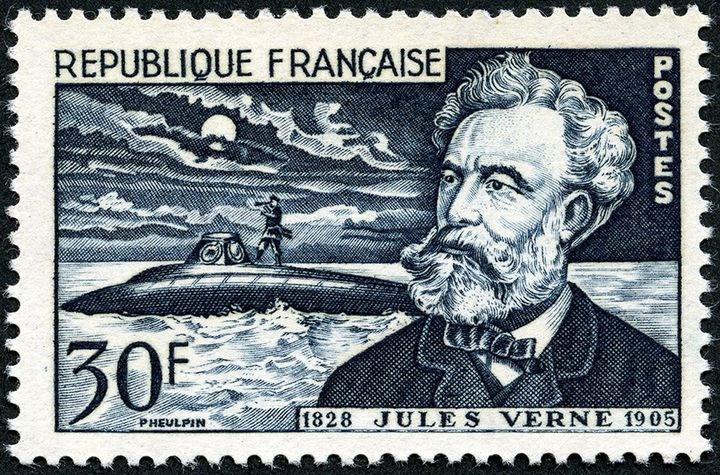 REPUBLIQUE FRANÇAISE
POSTES
30F
PHEULPIN
1828 JULES VERNE 1905